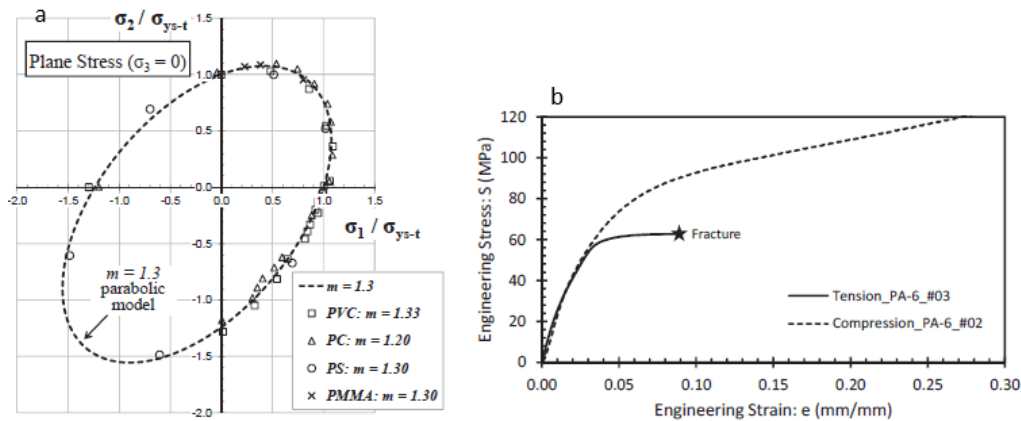 a
σ₂ / σys-t
Plane Stress (σ₃ = 0)
1.5
1.0
0.5
0.0
-0.5
-1.0
-1.5
-2.0
-2.0
-1.5
-1.0
-0.5
0.0
0.5
1.0
1.5
σ₁ / σys-t
m = 1.3
parabolic
model
m = 1.3
PVC: m = 1.33
PC: m = 1.20
PS: m = 1.30
PMMA: m = 1.30
b
Engineering Stress: S (MPa)
120
100
80
60
40
20
0
Fracture
Tension_PA-6_#03
Compression_PA-6_#02
0.00
0.05
0.10
0.15
0.20
0.25
0.30
Engineering Strain: e (mm/mm)